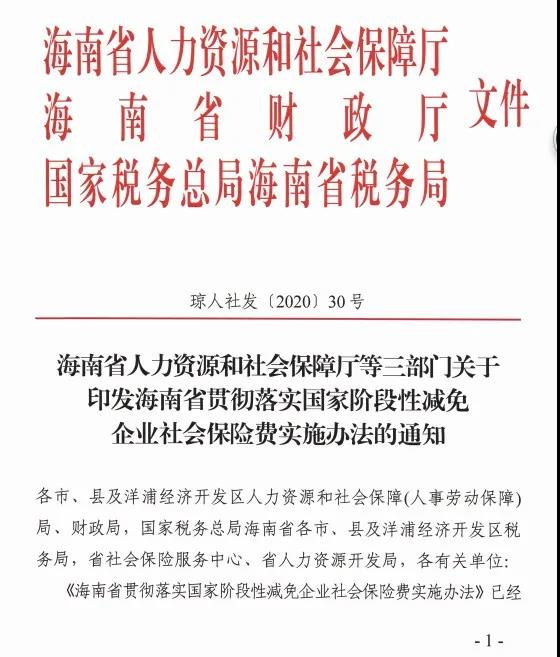 海南省人力资源和社会保障厅
海南省财政厅 文件
国家税务总局海南省税务局
琼人社发〔2020〕30号
海南省人力资源和社会保障厅等三部门关于
印发海南省贯彻落实国家阶段性减免
企业社会保险费实施办法的通知
各市、县及洋浦经济开发区人力资源和社会保障(人事劳动保障)
局、财政局，国家税务总局海南省各市、县及洋浦经济开发区税
务局，省社会保险服务中心、省人力资源开发局，各有关单位：
《海南省贯彻落实国家阶段性减免企业社会保险费实施办法》已经
- 1 -